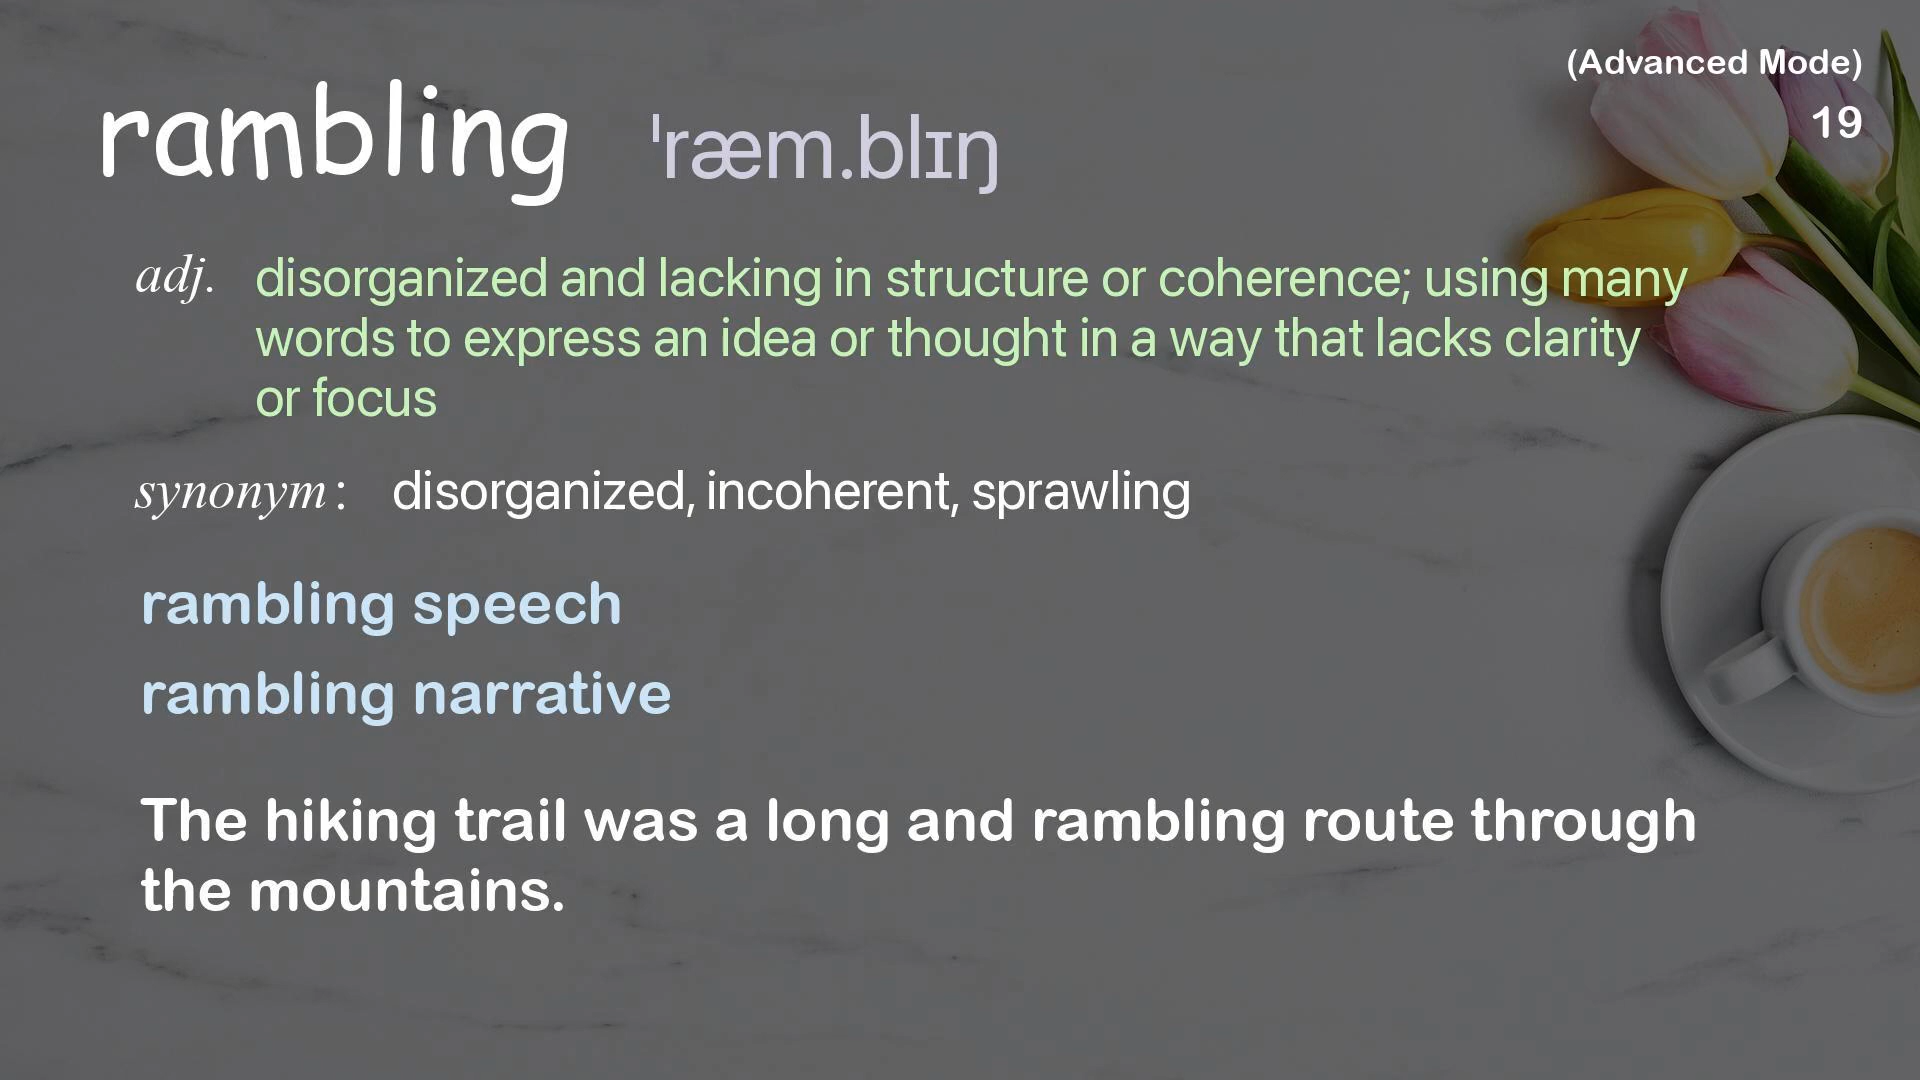 (Advanced Mode)
19
rambling ˈræm.blɪŋ
adj. disorganized and lacking in structure or coherence; using many
words to express an idea or thought in a way that lacks clarity
or focus
synonym : disorganized, incoherent, sprawling
rambling speech
rambling narrative
The hiking trail was a long and rambling route through
the mountains.